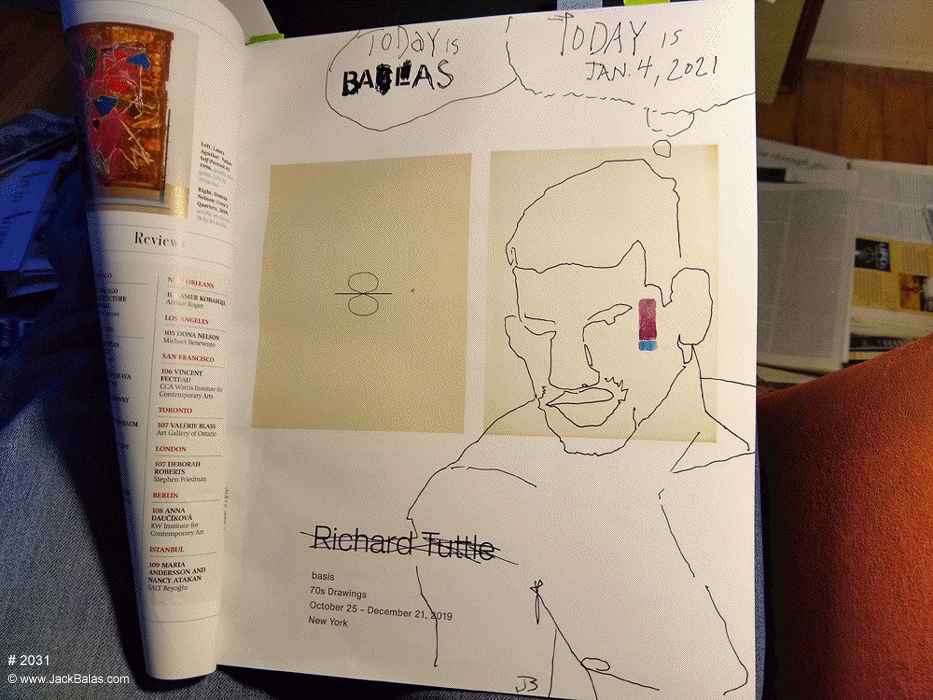 TODAY IS
BALLAS
TODAY IS
JAN. 4, 2021
Review
NEW ORLEANS
Arthur Roger
LOS ANGELES
105 DONA NELSON
Michael Benevento
SAN FRANCISCO
106 VINCENT
FECTEAU
CCA Wattis Institute for
Contemporary Arts
TORONTO
107 VALÉRIE BLASS
Art Gallery of Ontario
LONDON
107 DEBORAH
ROBERTS
Stephen Friedman
BERLIN
108 ANNA
DAUČÍKOVÁ
KW Institute for
Contemporary Art
ISTANBUL
109 MARIA
ANDERSSON AND
NANCY ATAKAN
SALT Beyoğlu
Richard Tuttle
basis
70s Drawings
October 25 – December 21, 2019
New York
JB
# 2031
© www.JackBalas.com